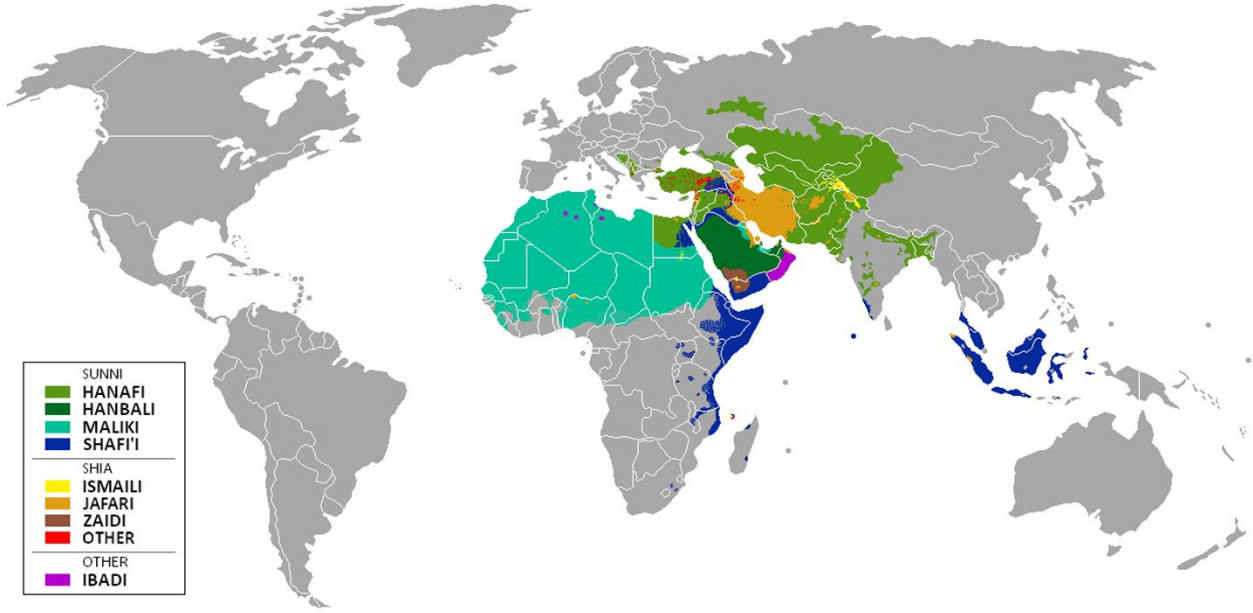 SUNNI
HANAFI
HANBALI
MALIKI
SHAFI'I
SHIA
ISMAILI
JAFARI
ZAIDI
OTHER
OTHER
IBADI